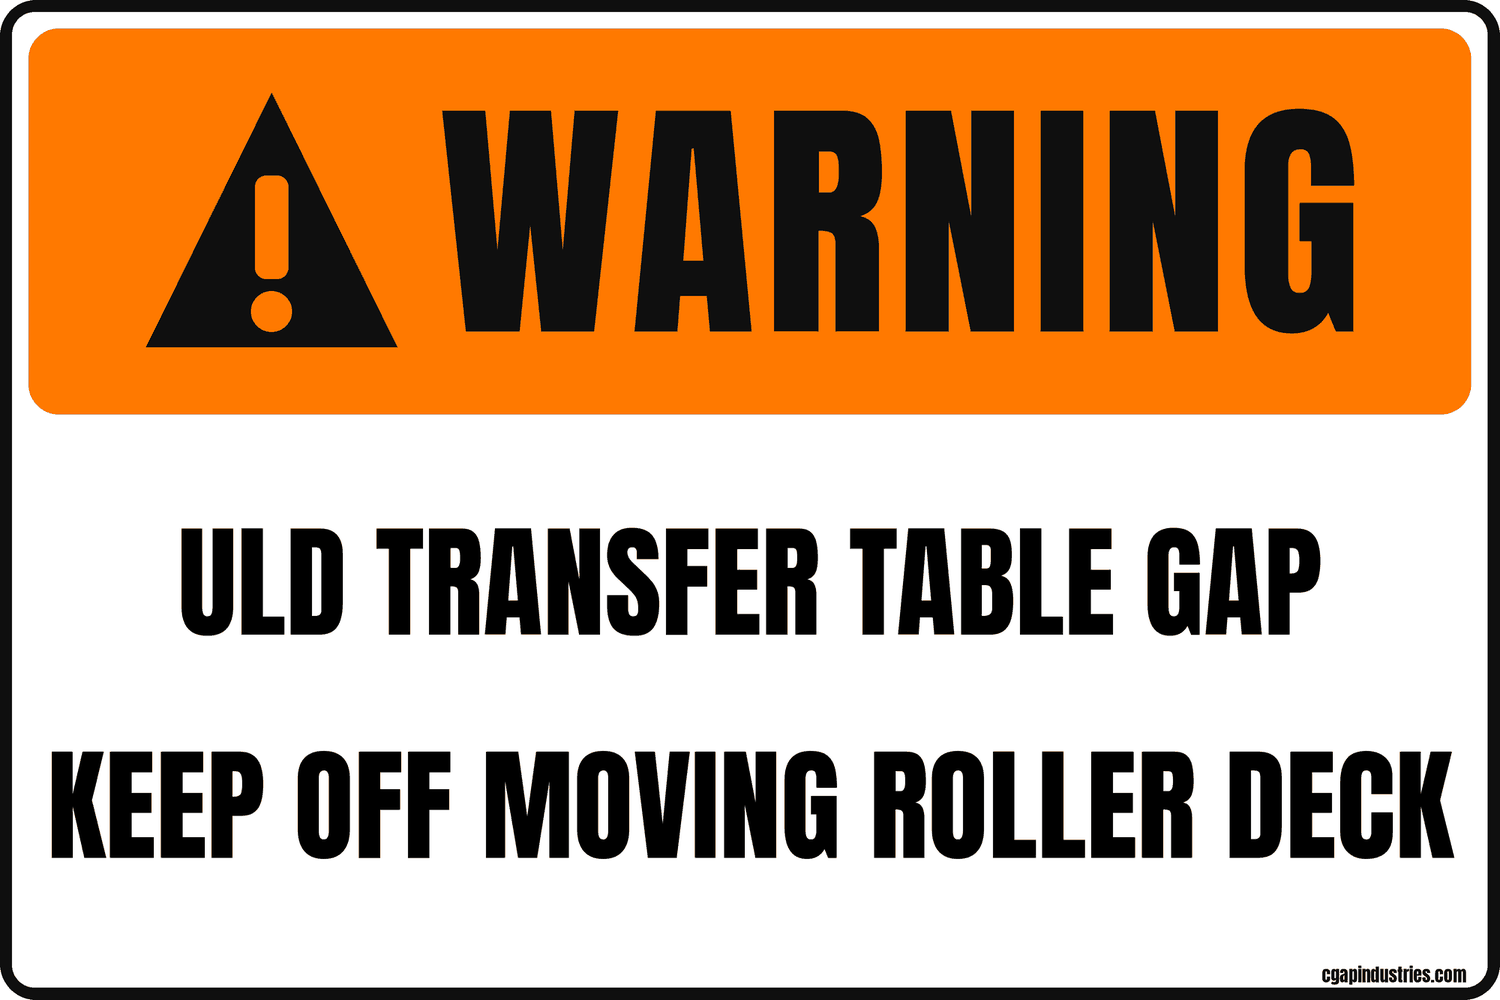 WARNING
ULD TRANSFER TABLE GAP
KEEP OFF MOVING ROLLER DECK
cgapindustries.com